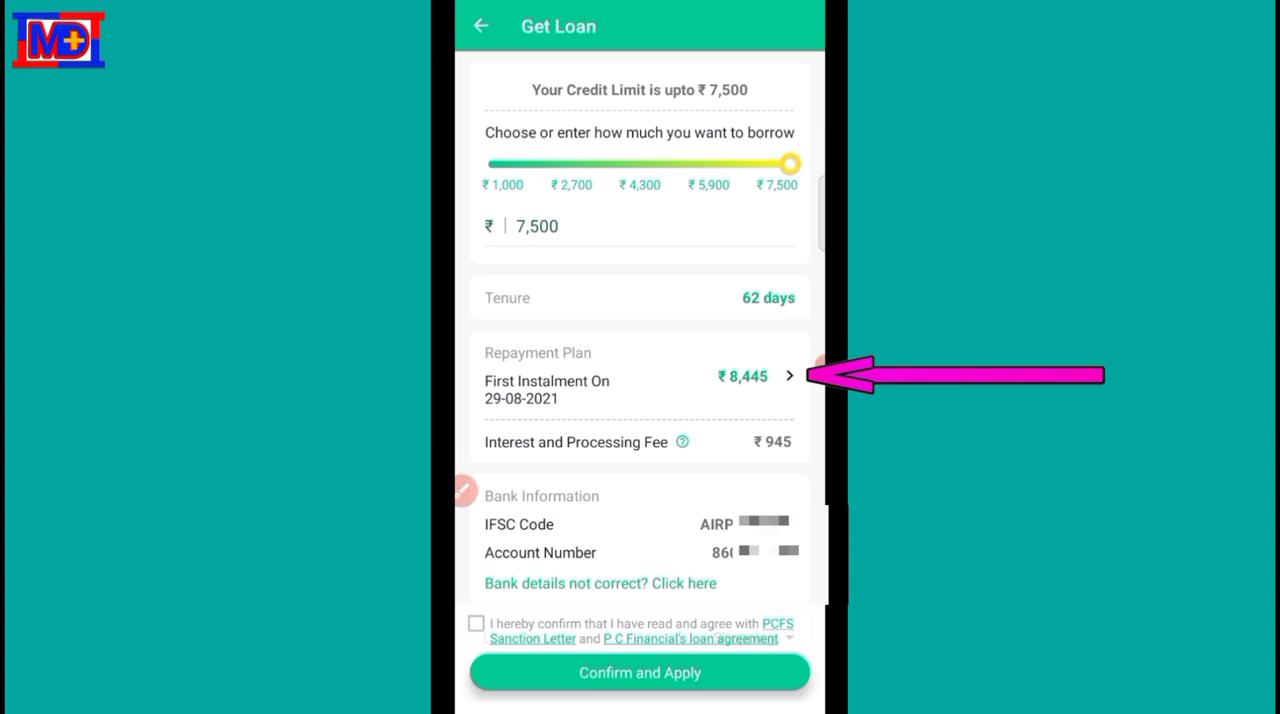 MD+
Get Loan
Your Credit Limit is upto ₹ 7,500
Choose or enter how much you want to borrow
₹ 1,000 ₹ 2,700 ₹ 4,300 ₹ 5,900 ₹ 7,500
₹ | 7,500
Tenure 62 days
Repayment Plan
First Instalment On ₹ 8,445
29-08-2021
Interest and Processing Fee ₹ 945
Bank Information
IFSC Code AIRP
Account Number 860
Bank details not correct? Click here
I hereby confirm that I have read and agree with PCFS
Sanction Letter and P C Financial's loan agreement
Confirm and Apply